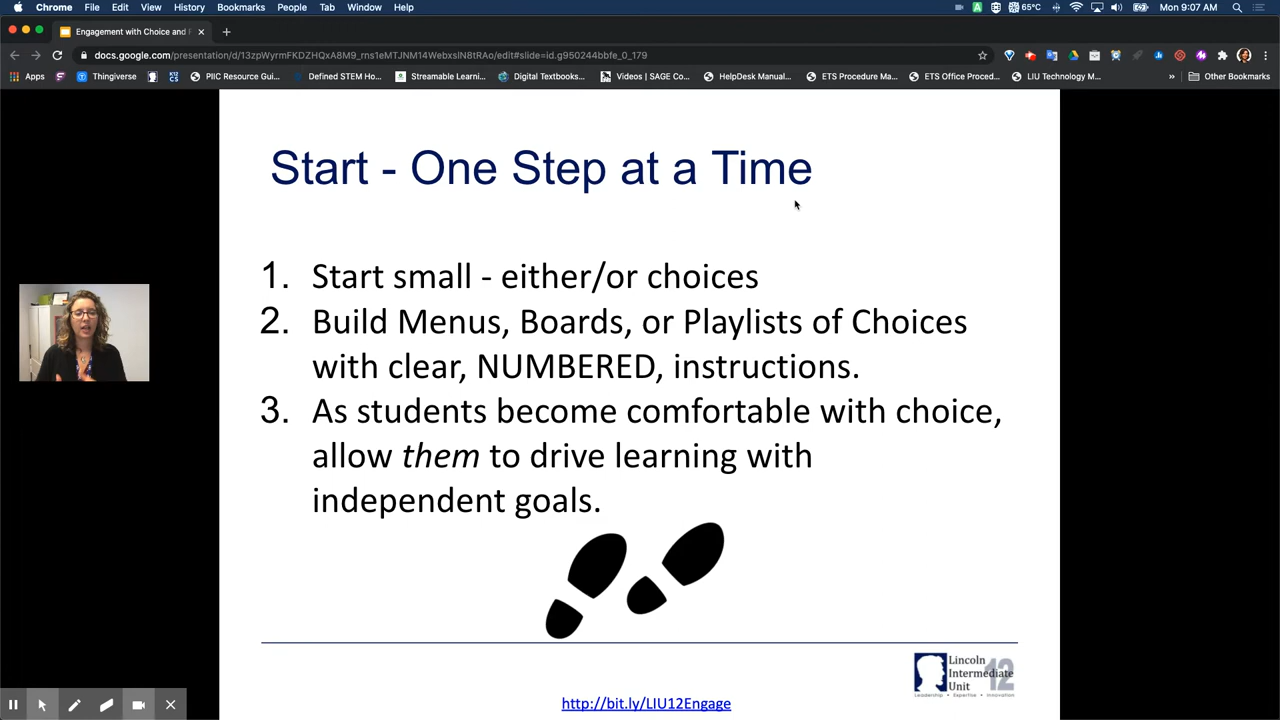 Chrome File Edit View History Bookmarks People Tab Window Help
65°C Mon 9:07 AM
Engagement with Choice and
docs.google.com/presentation/d/13zpWyrmFKDZHQxA8M9_rns1eMTJNM14WebxslN8tRAo/edit#slide=id.g950244bbfe_0_179
Apps Thingiverse PIIC Resource Gui... Defined STEM Ho... Streamable Learni... Digital Textbooks... Videos | SAGE Co... HelpDesk Manual... ETS Procedure Ma... ETS Office Proced... LIU Technology M... » Other Bookmarks
Start - One Step at a Time
1. Start small - either/or choices
2. Build Menus, Boards, or Playlists of Choices
with clear, NUMBERED, instructions.
3. As students become comfortable with choice,
allow them to drive learning with
independent goals.
Lincoln
Intermediate
Unit
12
Leadership • Expertise • Innovation
http://bit.ly/LIU12Engage